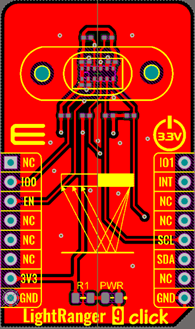 3.3V
NC IO1
IO0 INT
EN NC
NC NC
NC SCL
NC SDA
3V3 NC
GND GND
R1 PWR
LightRanger 9 click